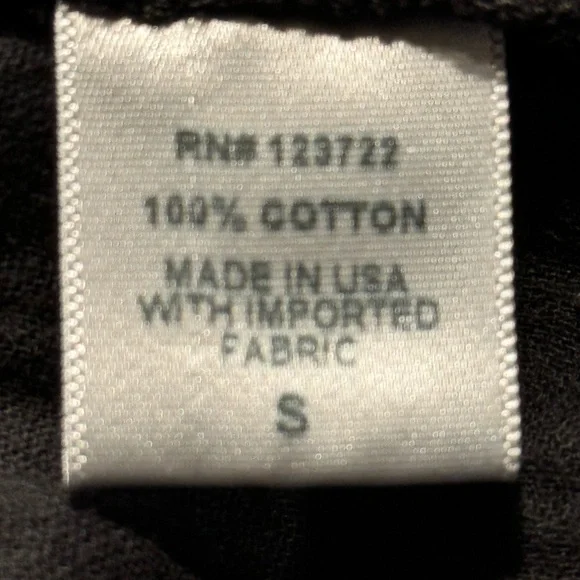 RN# 123722
100% COTTON
MADE IN USA
WITH IMPORTED
FABRIC
S